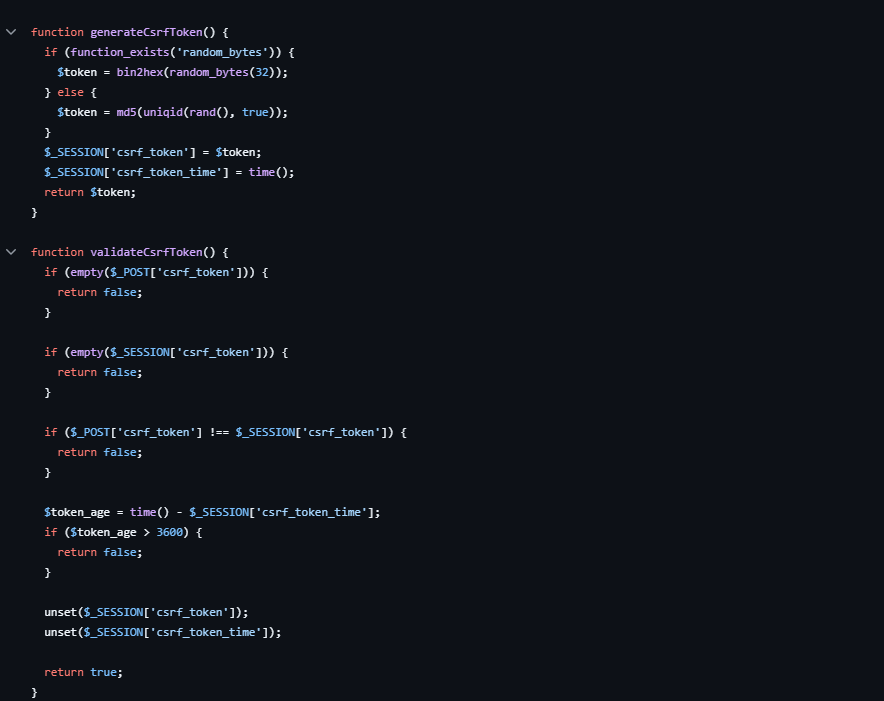 function generateCsrfToken() {
if (function_exists('random_bytes')) {
$token = bin2hex(random_bytes(32));
} else {
$token = md5(uniqid(rand(), true));
}
$_SESSION['csrf_token'] = $token;
$_SESSION['csrf_token_time'] = time();
return $token;
}
function validateCsrfToken() {
if (empty($_POST['csrf_token'])) {
return false;
}
if (empty($_SESSION['csrf_token'])) {
return false;
}
if ($_POST['csrf_token'] !== $_SESSION['csrf_token']) {
return false;
}
$token_age = time() - $_SESSION['csrf_token_time'];
if ($token_age > 3600) {
return false;
}
unset($_SESSION['csrf_token']);
unset($_SESSION['csrf_token_time']);
return true;
}